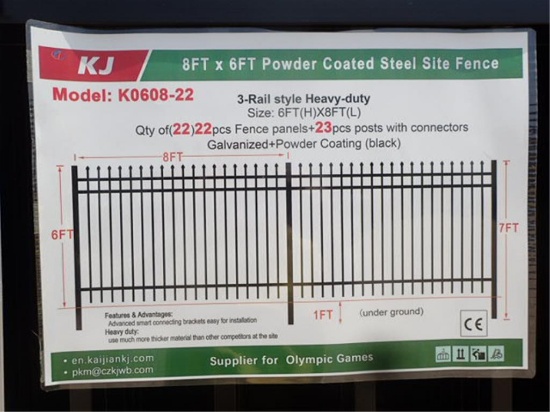 KJ
8FT x 6FT Powder Coated Steel Site Fence
Model: K0608-22
3-Rail style Heavy-duty
Size: 6FT(H)X8FT(L)
Qty of(22)22pcs Fence panels+23pcs posts with connectors
Galvanized+Powder Coating (black)
8FT
6FT
7FT
1FT
(under ground)
Features & Advantages:
Advanced smart connecting brackets easy for installation
Heavy duty:
use much more thicker material than other competitors at the site
CE
• en.kaijiankj.com
• pkm@czkjwb.com
Supplier for Olympic Games